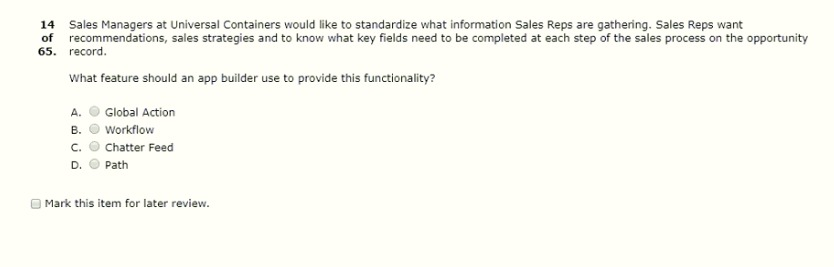 14 Sales Managers at Universal Containers would like to standardize what information Sales Reps are gathering. Sales Reps want
of recommendations, sales strategies and to know what key fields need to be completed at each step of the sales process on the opportunity
65. record.
What feature should an app builder use to provide this functionality?
A. Global Action
B. Workflow
C. Chatter Feed
D. Path
Mark this item for later review.